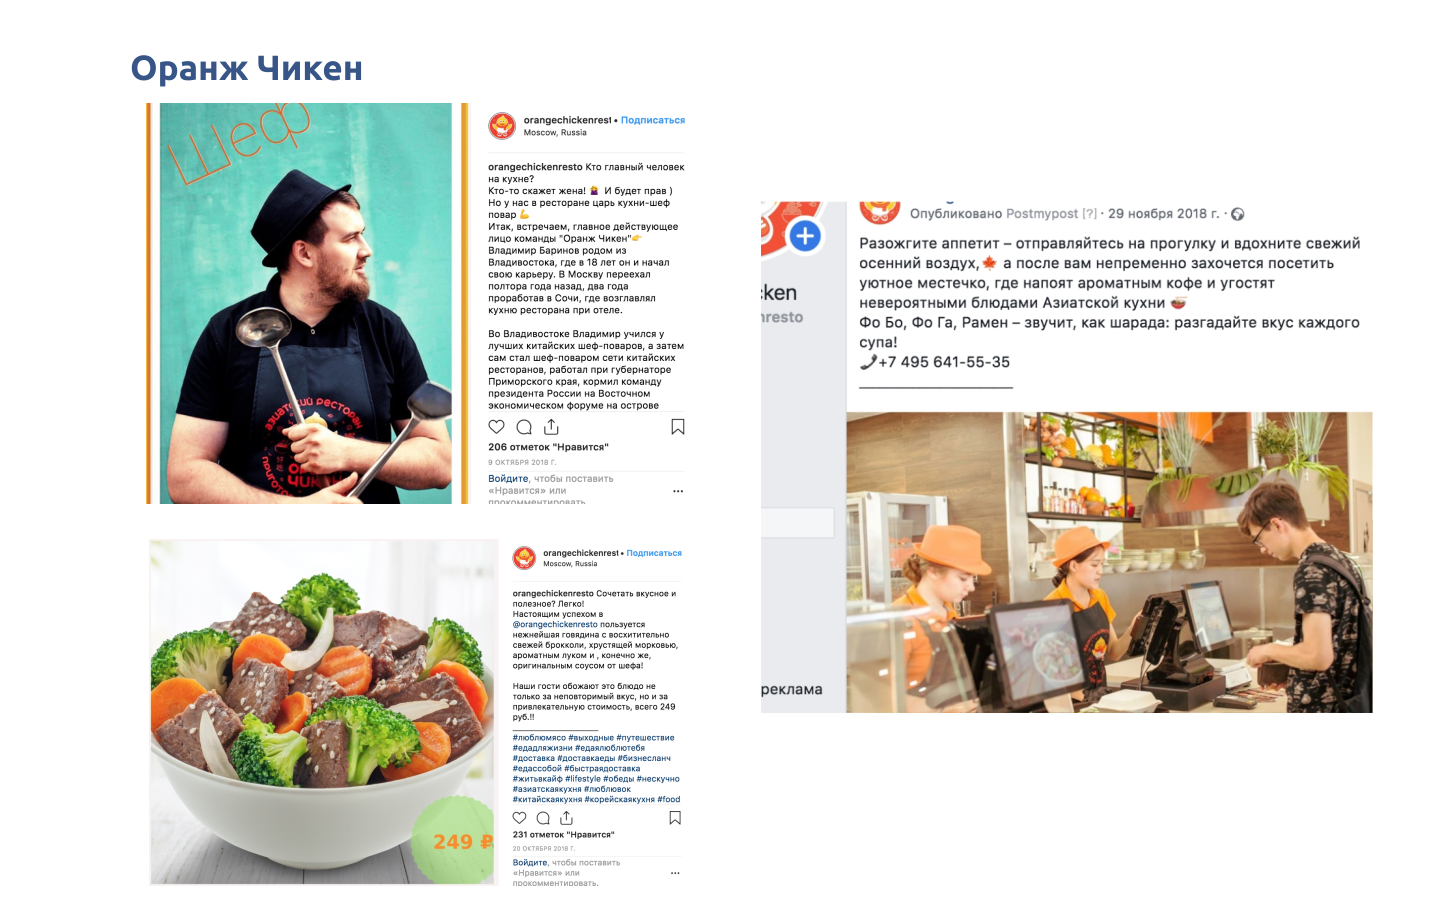 Оранж Чикен
Шеф
азиатский ресторан
orangechickenrest • Подписаться
Moscow, Russia
orangechickenresto Кто главный человек
на кухне?
Кто-то скажет жена! 🤷‍♀️ И будет прав )
Но у нас в ресторане царь кухни-шеф
повар 💪
Итак, встречаем, главное действующее
лицо команды "Оранж Чикен"👉
Владимир Баринов родом из
Владивостока, где в 18 лет он и начал
свою карьеру. В Москву переехал
полтора года назад, два года
проработав в Сочи, где возглавлял
кухню ресторана при отеле.
Во Владивостоке Владимир учился у
лучших китайских шеф-поваров, а затем
сам стал шеф-поваром сети китайских
ресторанов, работал при губернаторе
Приморского края, кормил команду
президента России на Восточном
экономическом форуме на острове
206 отметок "Нравится"
9 ОКТЯБРЯ 2018 Г.
Войдите, чтобы поставить
«Нравится» или
прокомментировать.
249 ₽
orangechickenrest • Подписаться
Moscow, Russia
orangechickenresto Сочетать вкусное и
полезное? Легко!
Настоящим успехом в
@orangechickenresto пользуется
нежнейшая говядина с восхитительно
свежей брокколи, хрустящей морковью,
ароматным луком и , конечно же,
оригинальным соусом от шефа!
Наши гости обожают это блюдо не
только за неповторимый вкус, но и за
привлекательную стоимость, всего 249
руб.!!
#люблюмясо #выходные #путешествие
#едадляжизни #едаялюблютебя
#доставка #доставкаеды #бизнесланч
#едассобой #быстраядоставка
#житьвкайф #lifestyle #обеды #нескучно
#азиатскаякухня #люблювок
#китайскаякухня #корейскаякухня #food
231 отметок "Нравится"
20 ОКТЯБРЯ 2018 Г.
Войдите, чтобы поставить
«Нравится» или
прокомментировать.
cken
nresto
реклама
Опубликовано Postmypost [?] · 29 ноября 2018 г. ·
Разожгите аппетит – отправляйтесь на прогулку и вдохните свежий
осенний воздух,🍁 а после вам непременно захочется посетить
уютное местечко, где напоят ароматным кофе и угостят
невероятными блюдами Азиатской кухни 🍜
Фо Бо, Фо Га, Рамен – звучит, как шарада: разгадайте вкус каждого
супа!
📞+7 495 641-55-35